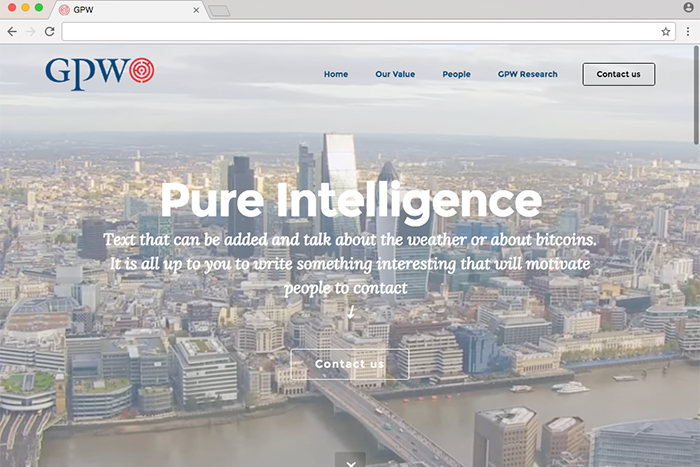 GPW
GPW
Home
Our Value
People
GPW Research
Contact us
Pure Intelligence
Text that can be added and talk about the weather or about bitcoins.
It is all up to you to write something interesting that will motivate
people to contact
Contact us